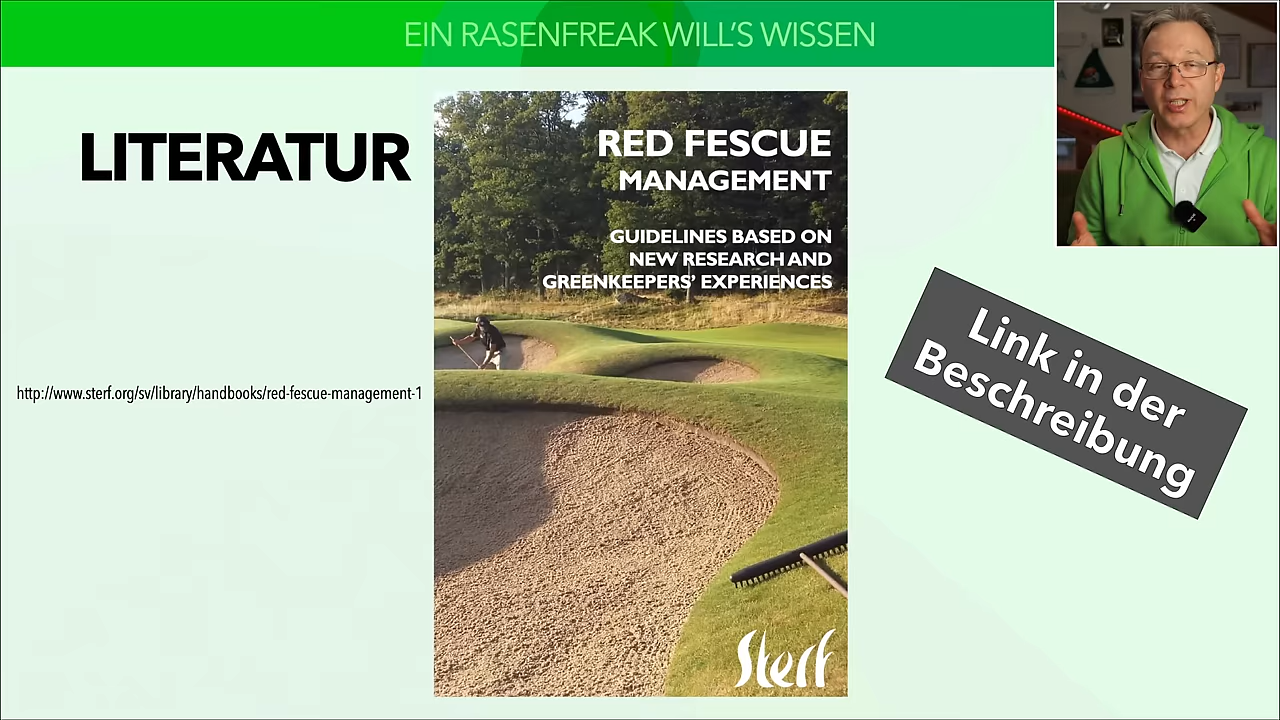 EIN RASENFREAK WILL'S WISSEN
LITERATUR
http://www.sterf.org/sv/library/handbooks/red-fescue-management-1
RED FESCUE
MANAGEMENT
GUIDELINES BASED ON
NEW RESEARCH AND
GREENKEEPERS' EXPERIENCES
Sterf
Link in der
Beschreibung